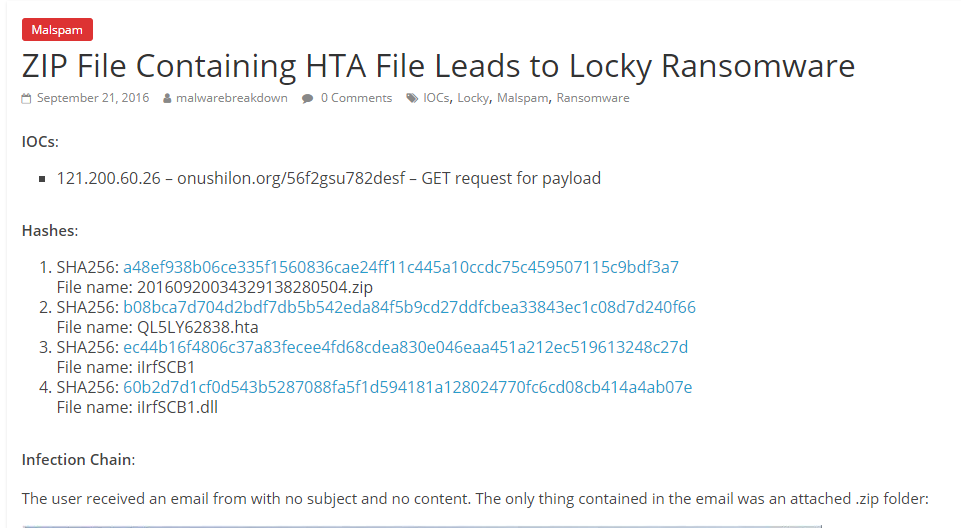 Malspam
ZIP File Containing HTA File Leads to Locky Ransomware
September 21, 2016 malwarebreakdown 0 Comments IOCs, Locky, Malspam, Ransomware
IOCs:
121.200.60.26 – onushilon.org/56f2gsu782desf – GET request for payload
Hashes:
1. SHA256: a48ef938b06ce335f1560836cae24ff11c445a10ccdc75c459507115c9bdf3a7
File name: 20160920034329138280504.zip
2. SHA256: b08bca7d704d2bdf7db5b542eda84f5b9cd27ddfcbea33843ec1c08d7d240f66
File name: QL5LY62838.hta
3. SHA256: ec44b16f4806c37a83fecee4fd68cdea830e046eaa451a212ec519613248c27d
File name: iIrfSCB1
4. SHA256: 60b2d7d1cf0d543b5287088fa5f1d594181a128024770fc6cd08cb414a4ab07e
File name: iIrfSCB1.dll
Infection Chain:
The user received an email from with no subject and no content. The only thing contained in the email was an attached .zip folder: